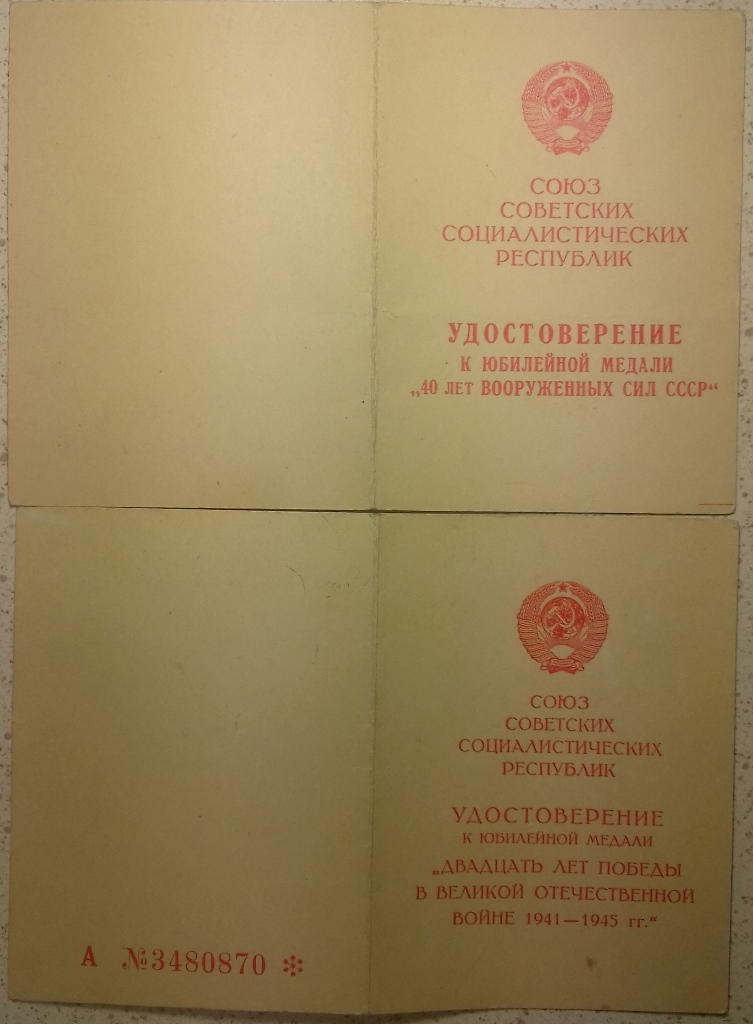 СОЮЗ
СОВЕТСКИХ
СОЦИАЛИСТИЧЕСКИХ
РЕСПУБЛИК
УДОСТОВЕРЕНИЕ
К ЮБИЛЕЙНОЙ МЕДАЛИ
„40 ЛЕТ ВООРУЖЕННЫХ СИЛ СССР“
СОЮЗ
СОВЕТСКИХ
СОЦИАЛИСТИЧЕСКИХ
РЕСПУБЛИК
УДОСТОВЕРЕНИЕ
К ЮБИЛЕЙНОЙ МЕДАЛИ
„ДВАДЦАТЬ ЛЕТ ПОБЕДЫ
В ВЕЛИКОЙ ОТЕЧЕСТВЕННОЙ
ВОЙНЕ 1941—1945 гг.“
А №3480870 ✻